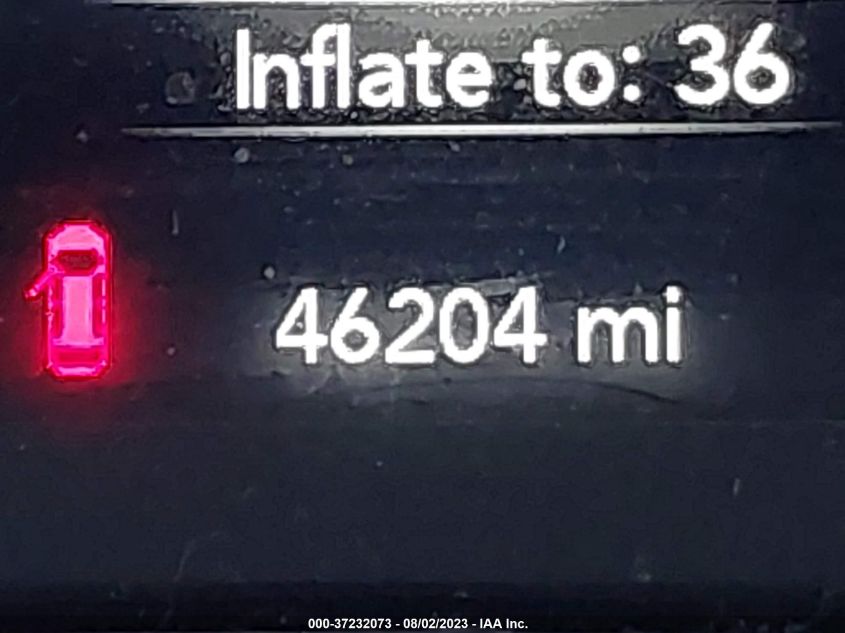 Inflate to: 36
46204 mi
000-37232073 - 08/02/2023 - IAA Inc.